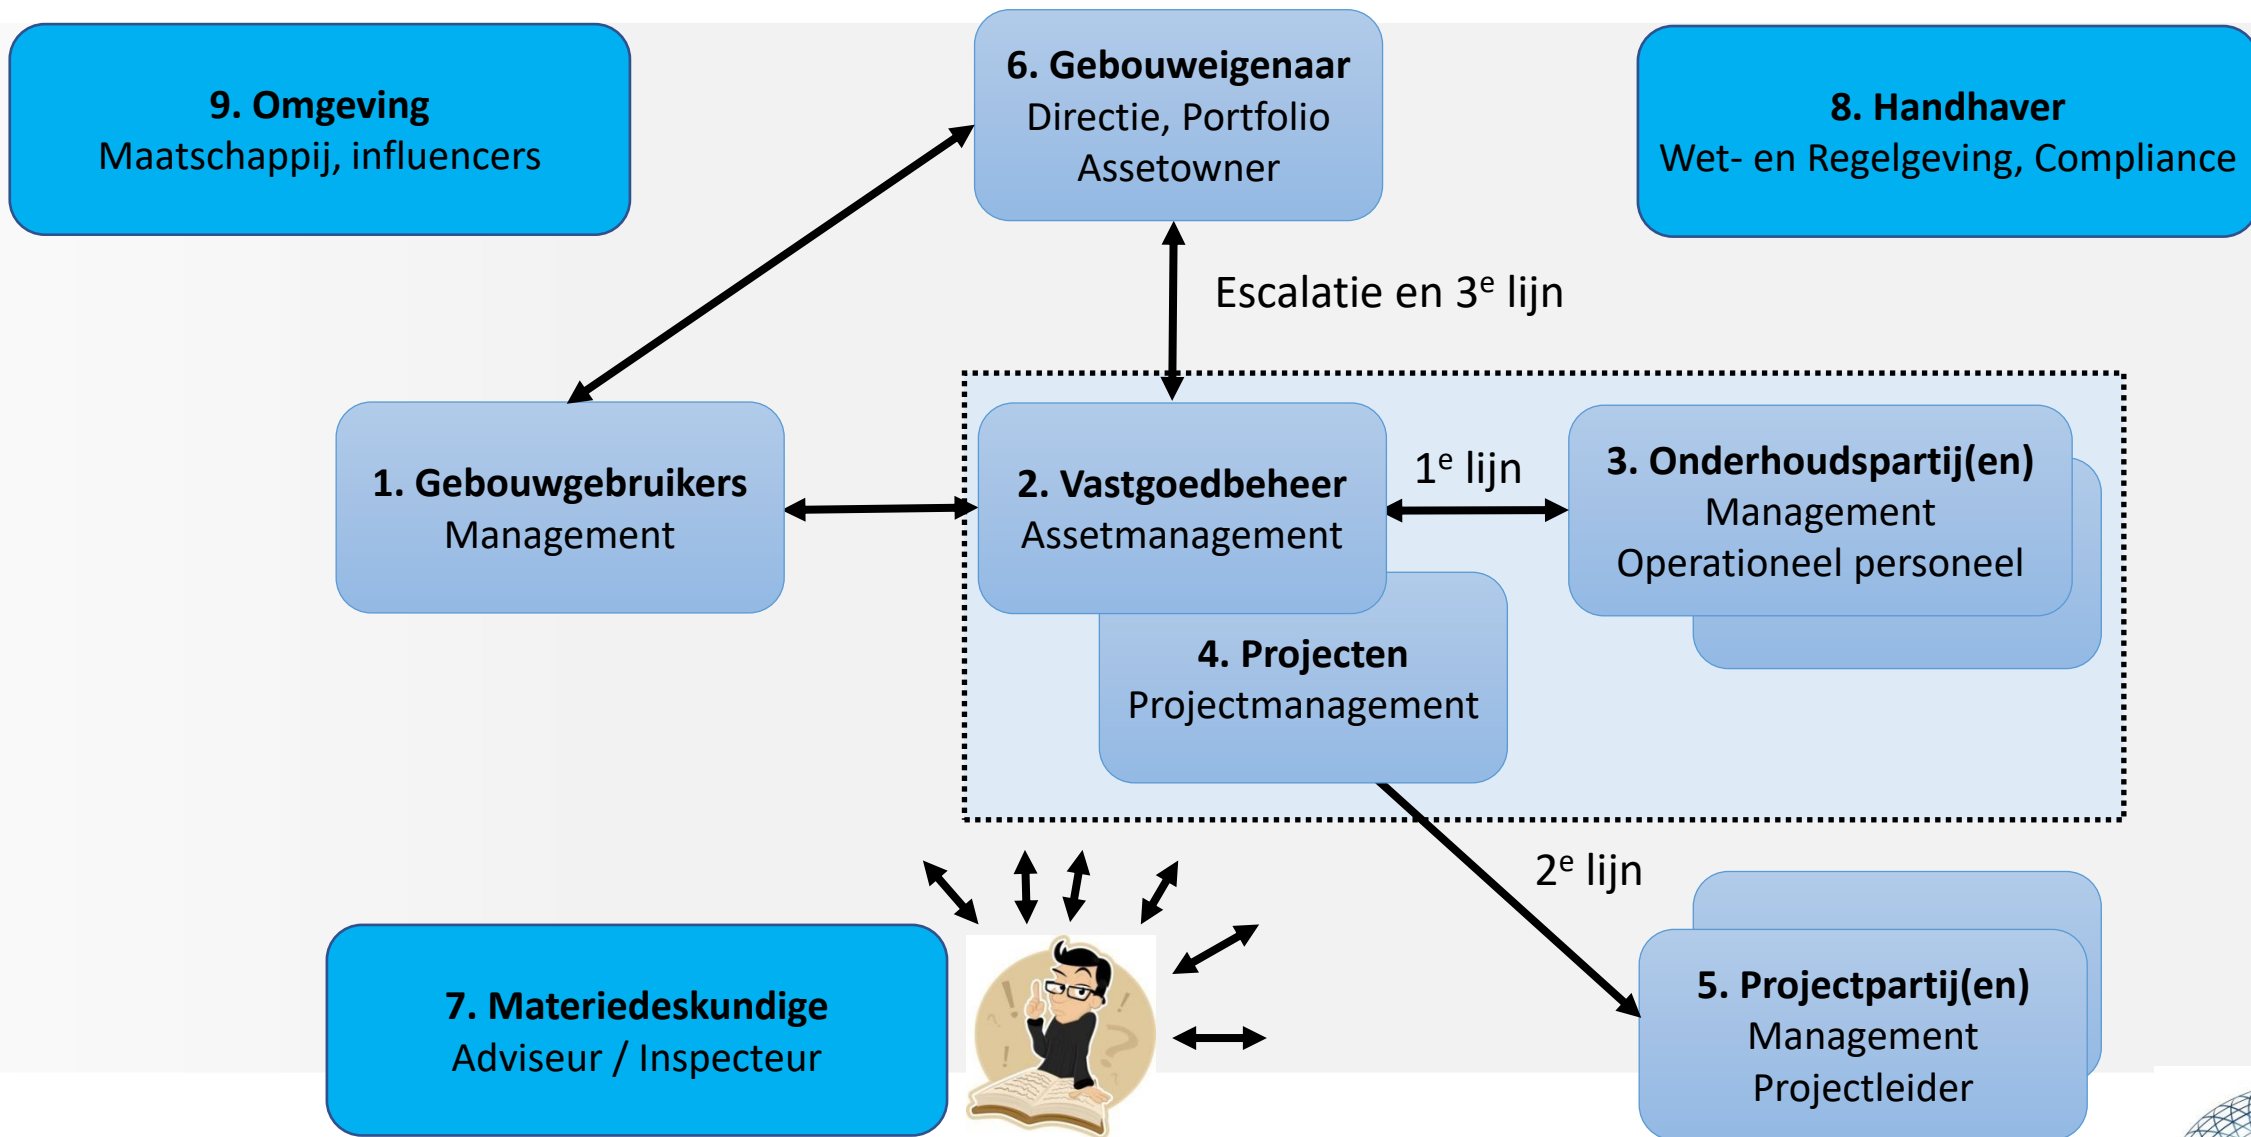 9. Omgeving
Maatschappij, influencers
6. Gebouweigenaar
Directie, Portfolio
Assetowner
8. Handhaver
Wet- en Regelgeving, Compliance
Escalatie en 3e lijn
1. Gebouwgebruikers
Management
2. Vastgoedbeheer
Assetmanagement
1e lijn
3. Onderhoudspartij(en)
Management
Operationeel personeel
4. Projecten
Projectmanagement
2e lijn
7. Materiedeskundige
Adviseur / Inspecteur
5. Projectpartij(en)
Management
Projectleider